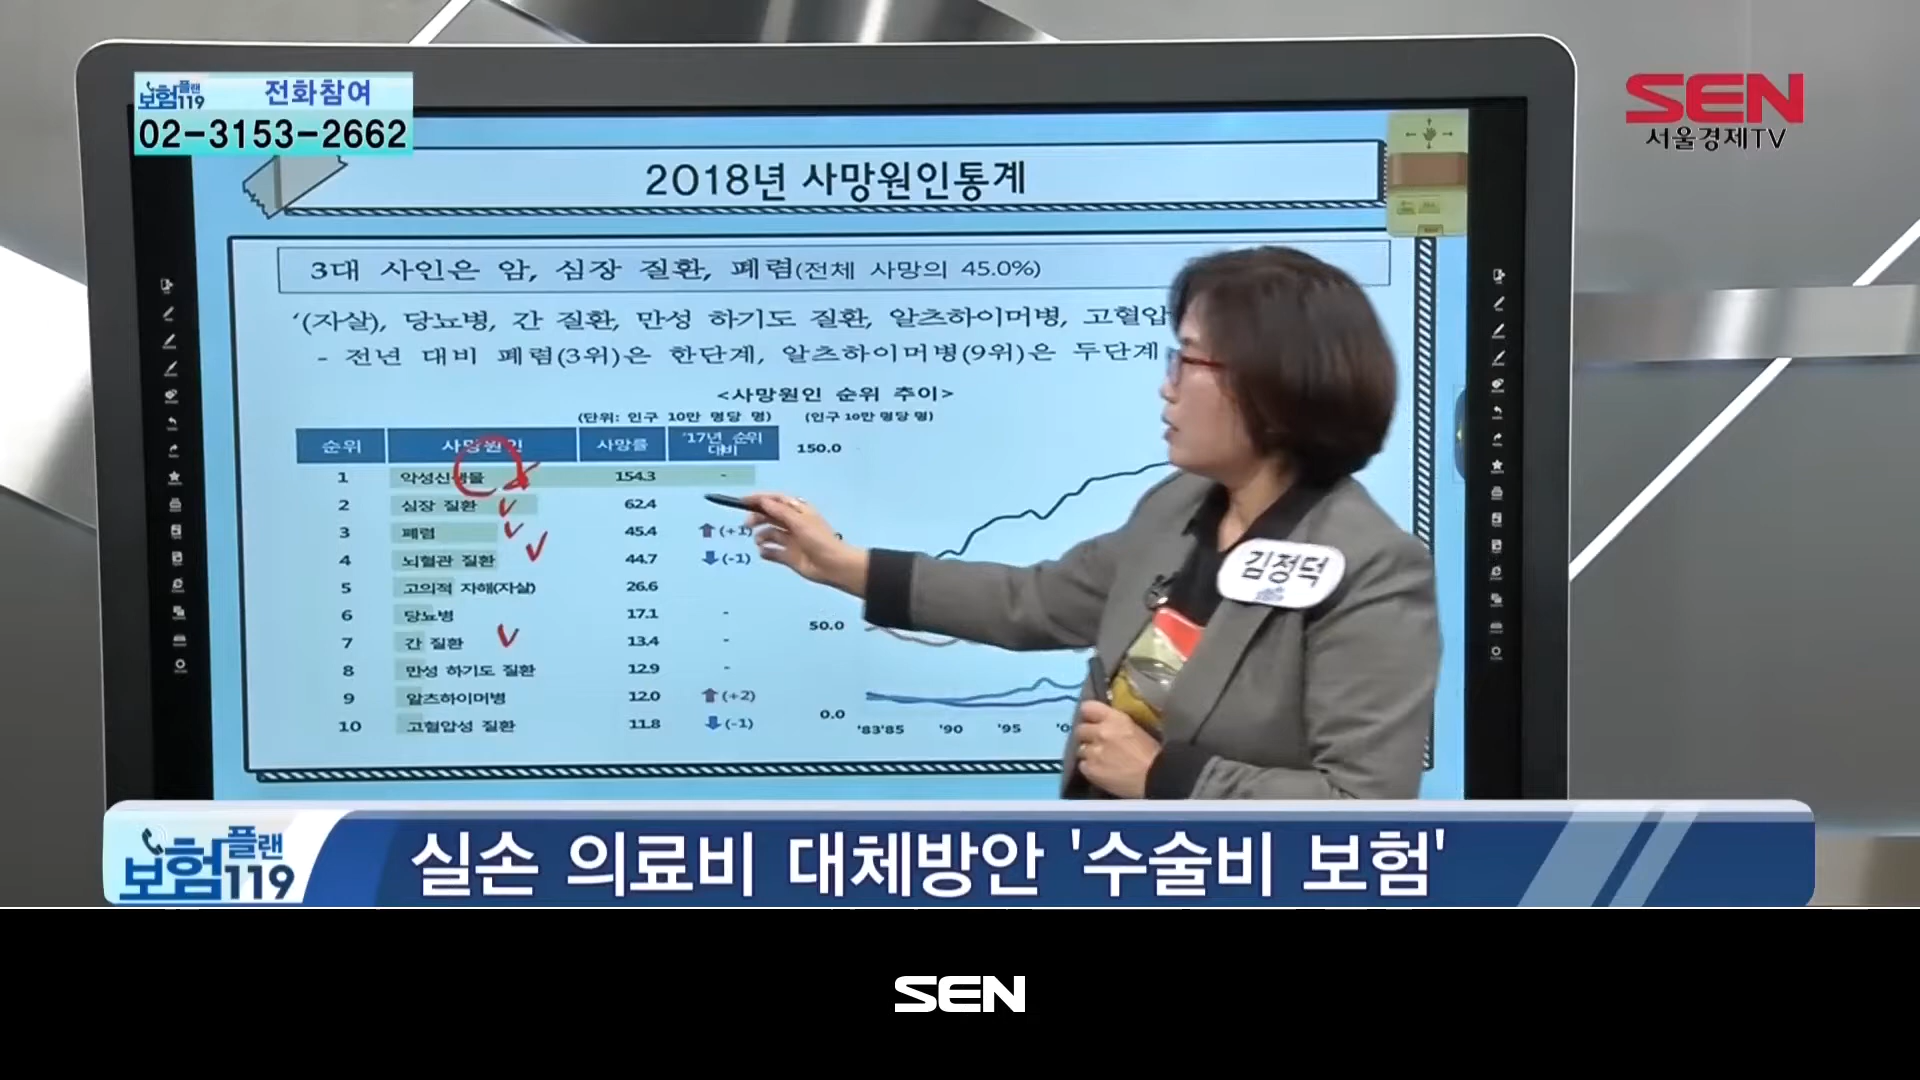 보험플랜119 전화참여
02-3153-2662
SEN
서울경제TV
2018년 사망원인통계
3대 사인은 암, 심장 질환, 폐렴(전체 사망의 45.0%)
‘(자살), 당뇨병, 간 질환, 만성 하기도 질환, 알츠하이머병, 고혈압
- 전년 대비 폐렴(3위)은 한단계, 알츠하이머병(9위)은 두단계
<사망원인 순위 추이>
(단위: 인구 10만 명당 명) (인구 10만 명당 명)
순위 사망원인 사망률 '17년 순위 대비
1 악성신생물 154.3 -
2 심장 질환 62.4
3 폐렴 45.4 (+1)
4 뇌혈관 질환 44.7 (-1)
5 고의적 자해(자살) 26.6
6 당뇨병 17.1 -
7 간 질환 13.4 -
8 만성 하기도 질환 12.9 -
9 알츠하이머병 12.0 (+2)
10 고혈압성 질환 11.8 (-1)
150.0
50.0
0.0
'83'85 '90 '95
김정덕
보험플랜119
실손 의료비 대체방안 '수술비 보험'
SEN